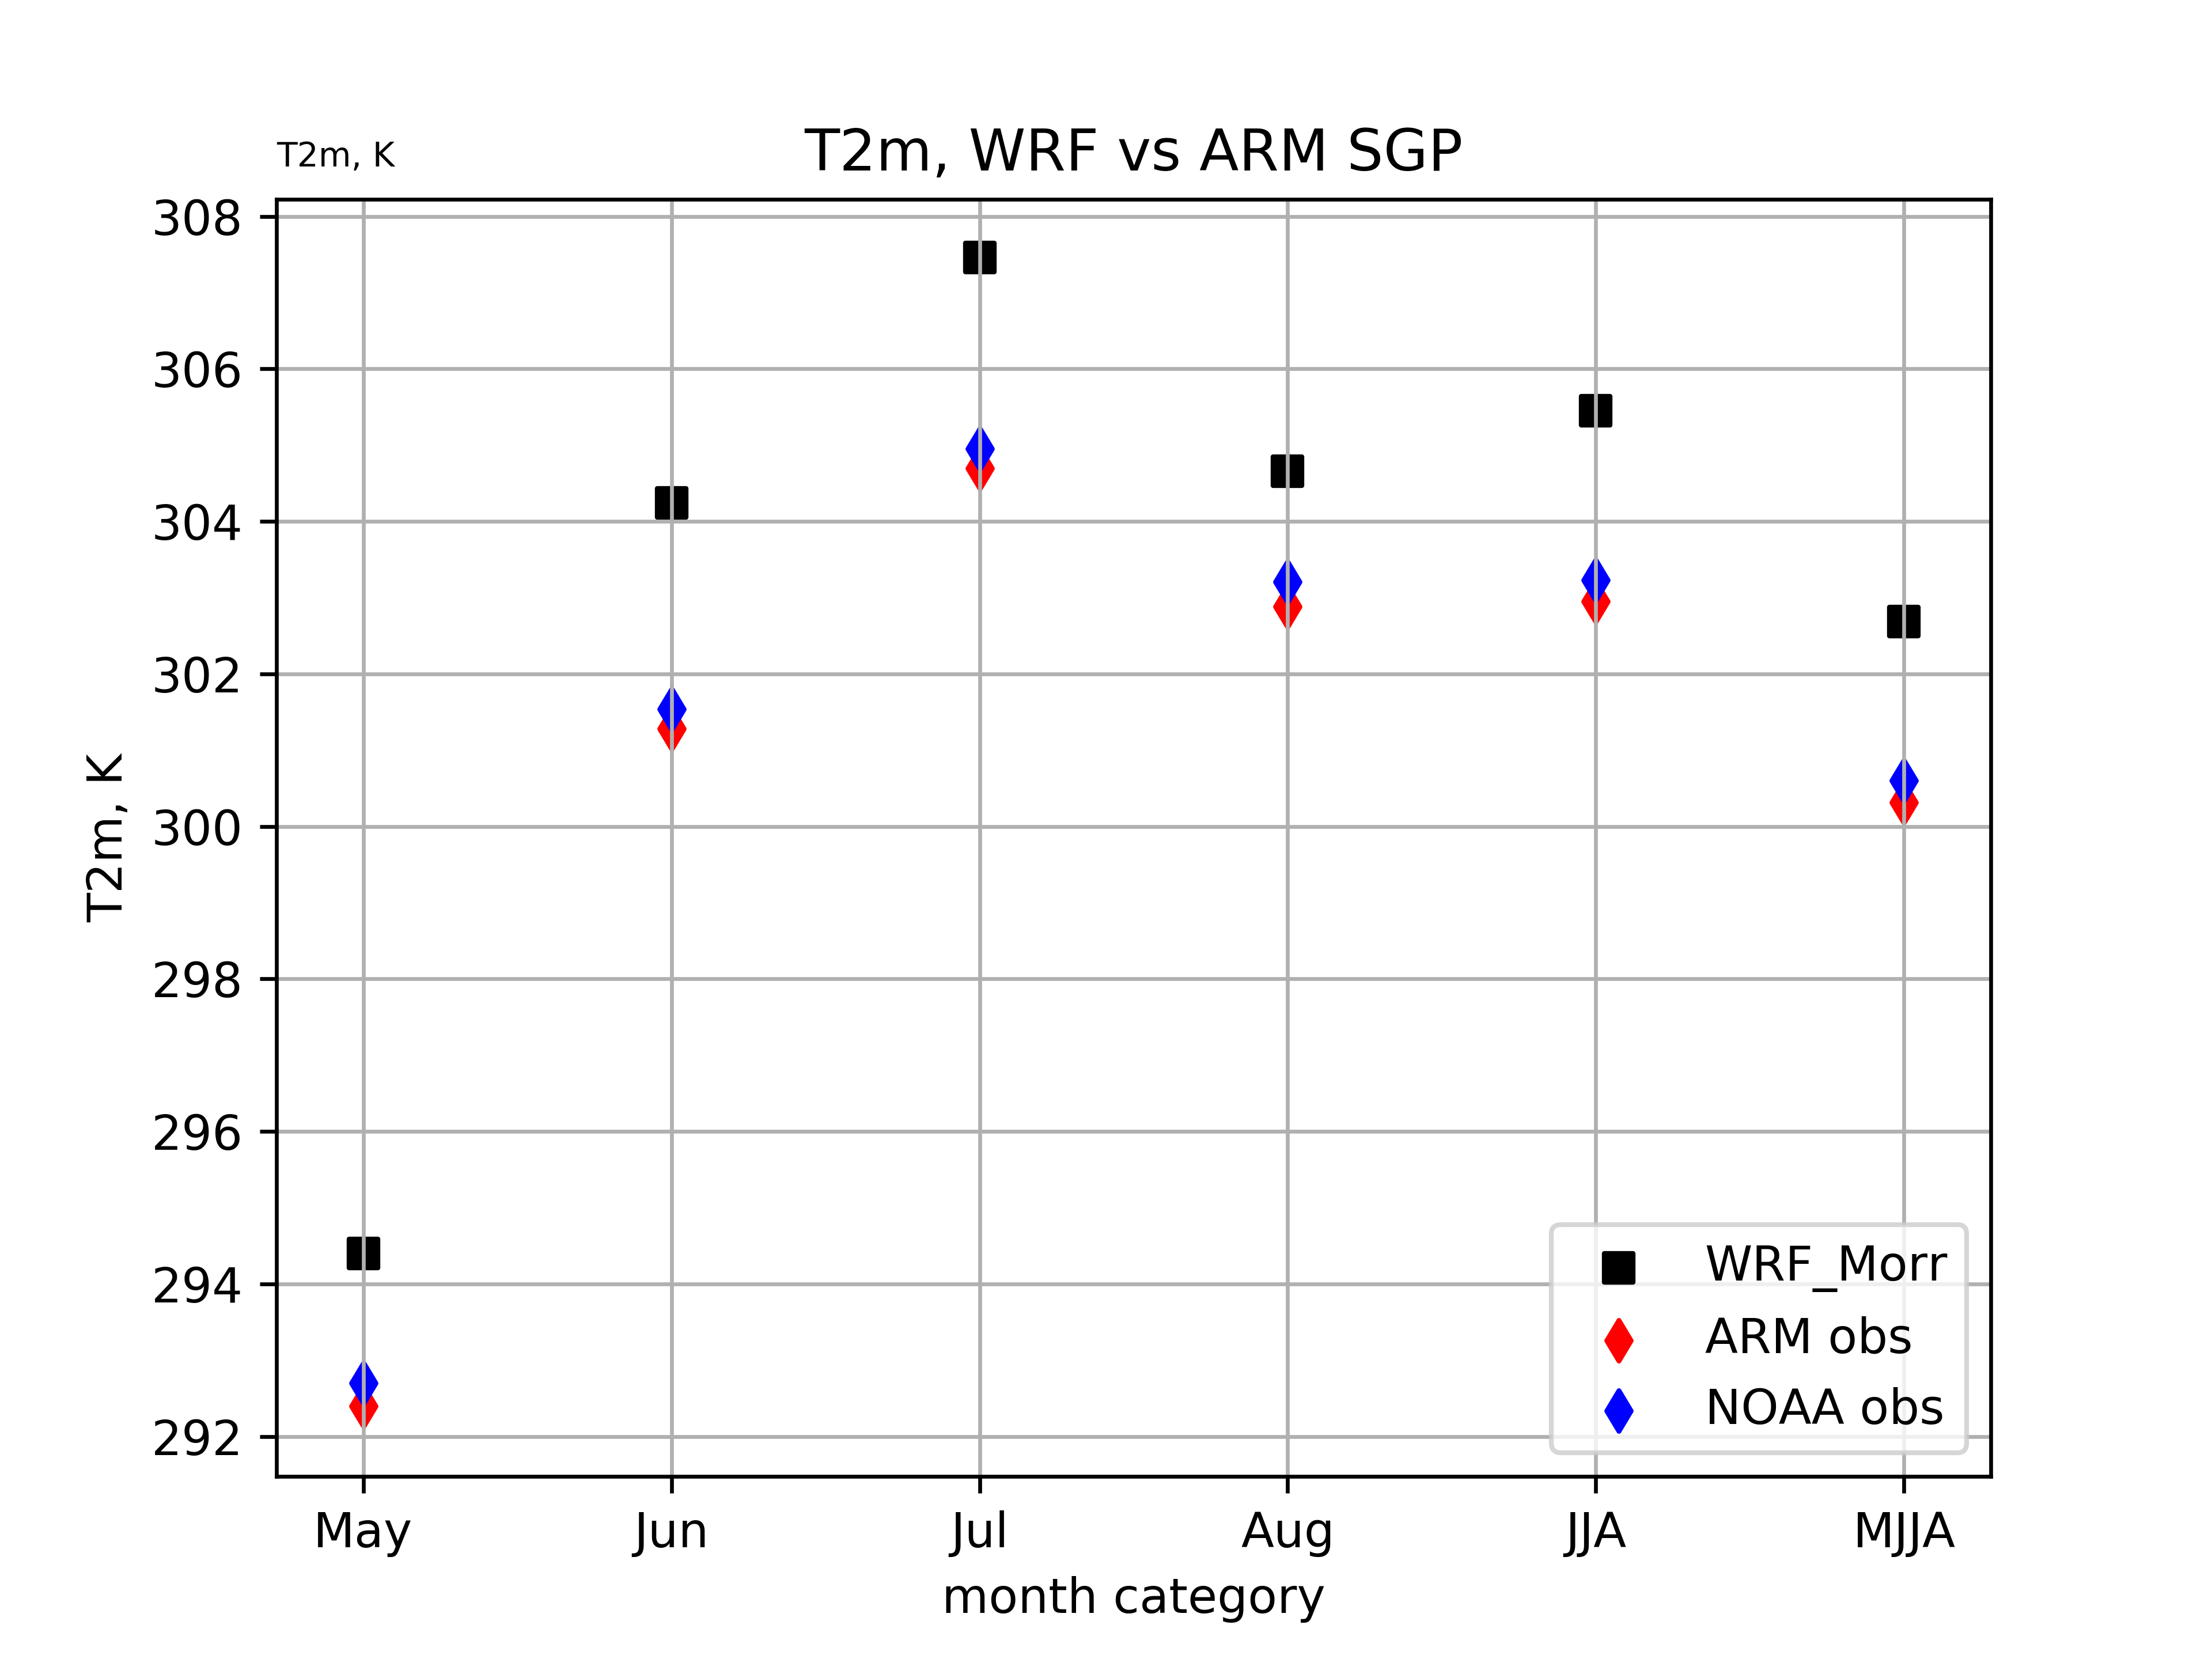 T2m, K
T2m, WRF vs ARM SGP
308
306
304
302
300
298
296
294
292
T2m, K
May
Jun
Jul
Aug
JJA
MJJA
month category
WRF_Morr
ARM obs
NOAA obs